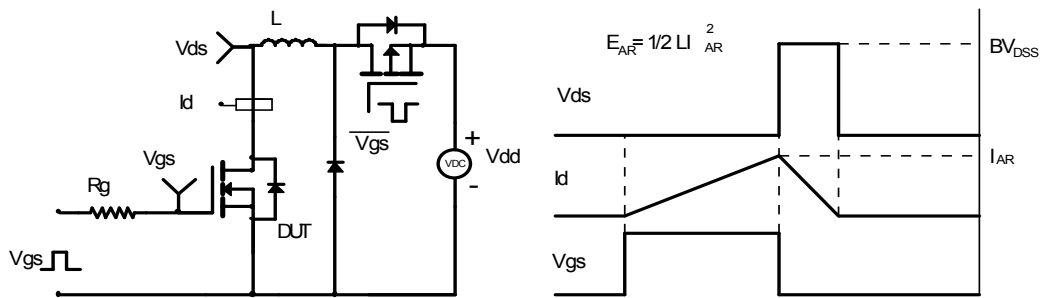 L
Vds
Id
Vgs
Rg
DUT
Vgs
Vgs
+
VDC
-
Vdd
E_AR = 1/2 LI²_AR
BV_DSS
Vds
I_AR
Id
Vgs